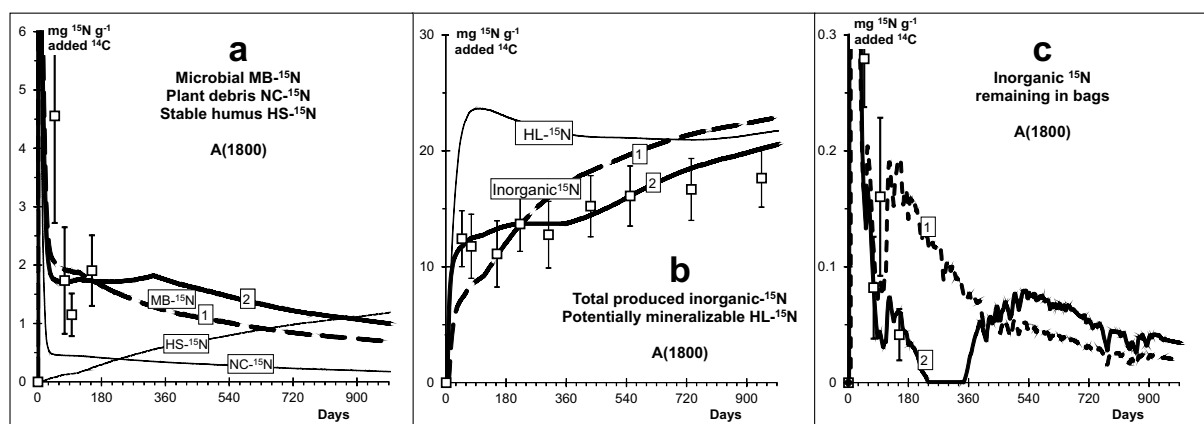 mg ¹⁵N g⁻¹
added ¹⁴C
a
Microbial MB-¹⁵N
Plant debris NC-¹⁵N
Stable humus HS-¹⁵N
A(1800)
6
5
4
3
2
1
0
MB-¹⁵N
2
1
HS-¹⁵N
NC-¹⁵N
0 180 360 540 720 900
Days
mg ¹⁵N g⁻¹
added ¹⁴C
b
30
20
10
0
HL-¹⁵N
1
Inorganic¹⁵N
2
Total produced inorganic-¹⁵N
Potentially mineralizable HL-¹⁵N
A(1800)
0 180 360 540 720 900
Days
mg ¹⁵N g⁻¹
added ¹⁴C
c
Inorganic ¹⁵N
remaining in bags
A(1800)
0.3
0.2
0.1
0
1
2
0 180 360 540 720 900
Days